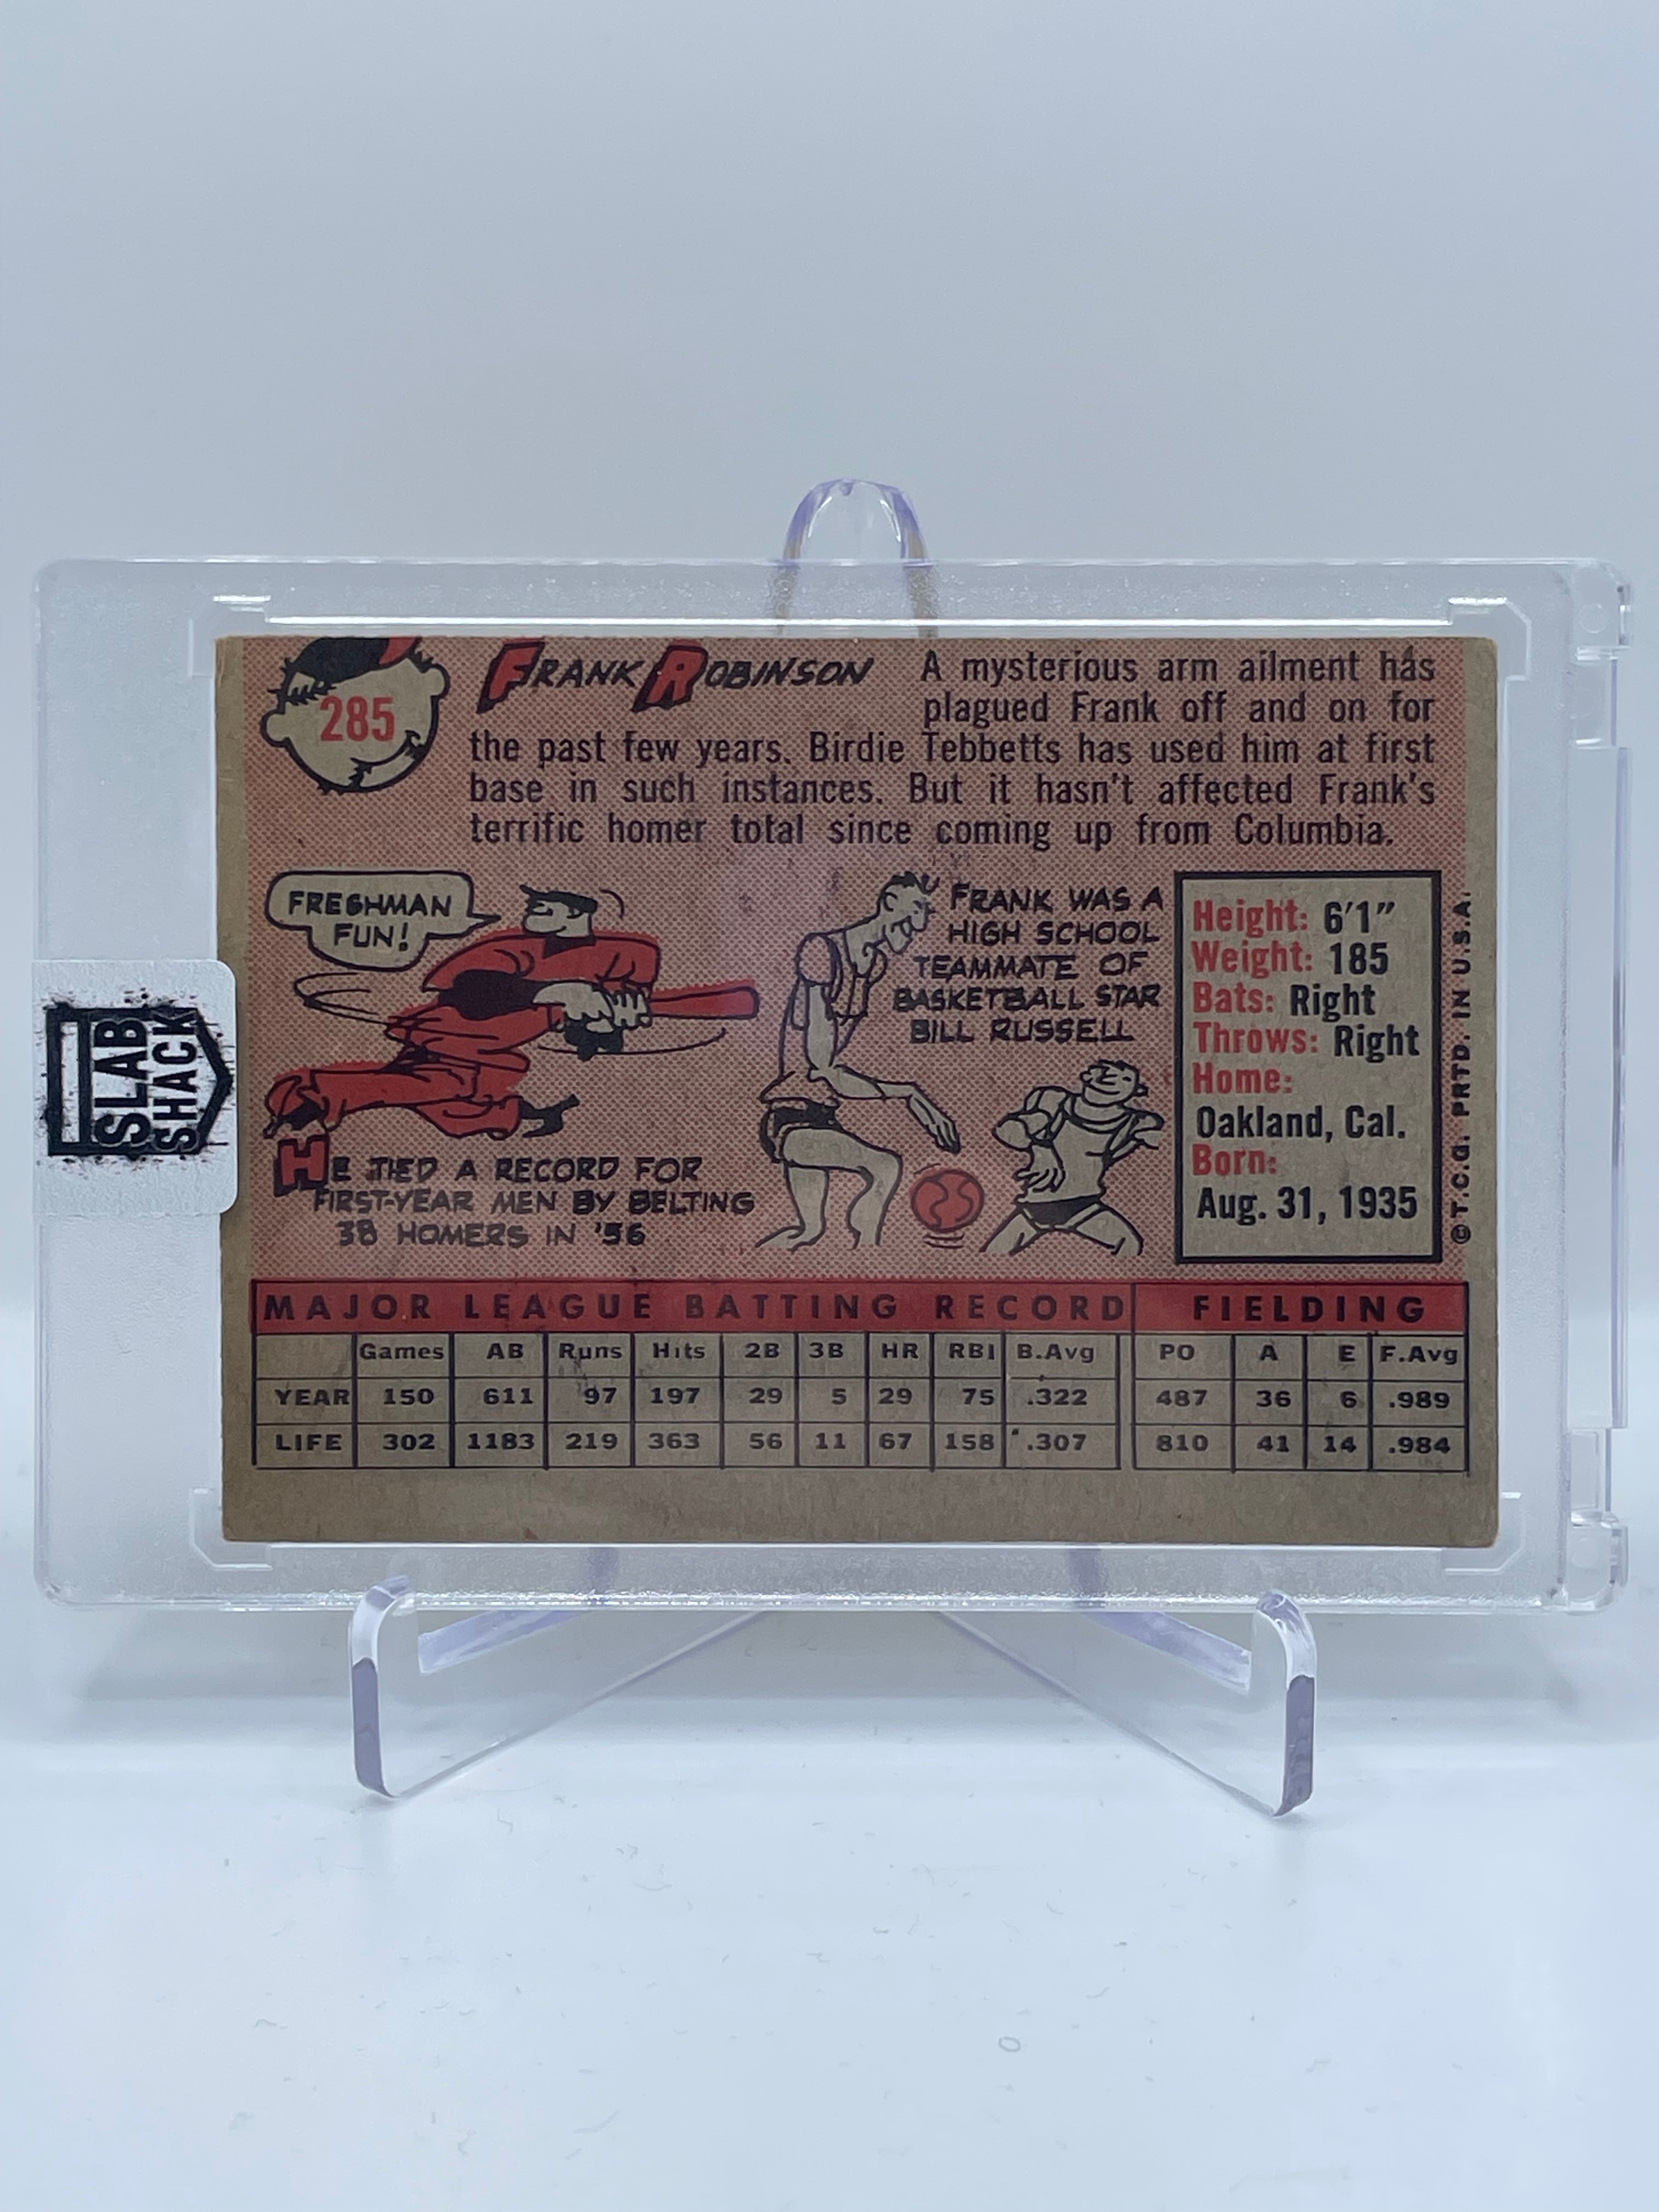 285
FRANK ROBINSON
A mysterious arm ailment has
plagued Frank off and on for
the past few years. Birdie Tebbetts has used him at first
base in such instances. But it hasn't affected Frank's
terrific homer total since coming up from Columbia.
FRESHMAN
FUN!
HE TIED A RECORD FOR
FIRST-YEAR MEN BY BELTING
38 HOMERS IN '56
FRANK WAS A
HIGH SCHOOL
TEAMMATE OF
BASKETBALL STAR
BILL RUSSELL
Height: 6'1"
Weight: 185
Bats: Right
Throws: Right
Home:
Oakland, Cal.
Born:
Aug. 31, 1935
© T.C.G. PRTD. IN U.S.A.
SLAB
SHACK
MAJOR LEAGUE BATTING RECORD FIELDING
Games AB Runs Hits 2B 3B HR RBI B.Avg PO A E F.Avg
YEAR 150 611 97 197 29 5 29 75 .322 487 36 6 .989
LIFE 302 1183 219 363 56 11 67 158 .307 810 41 14 .984